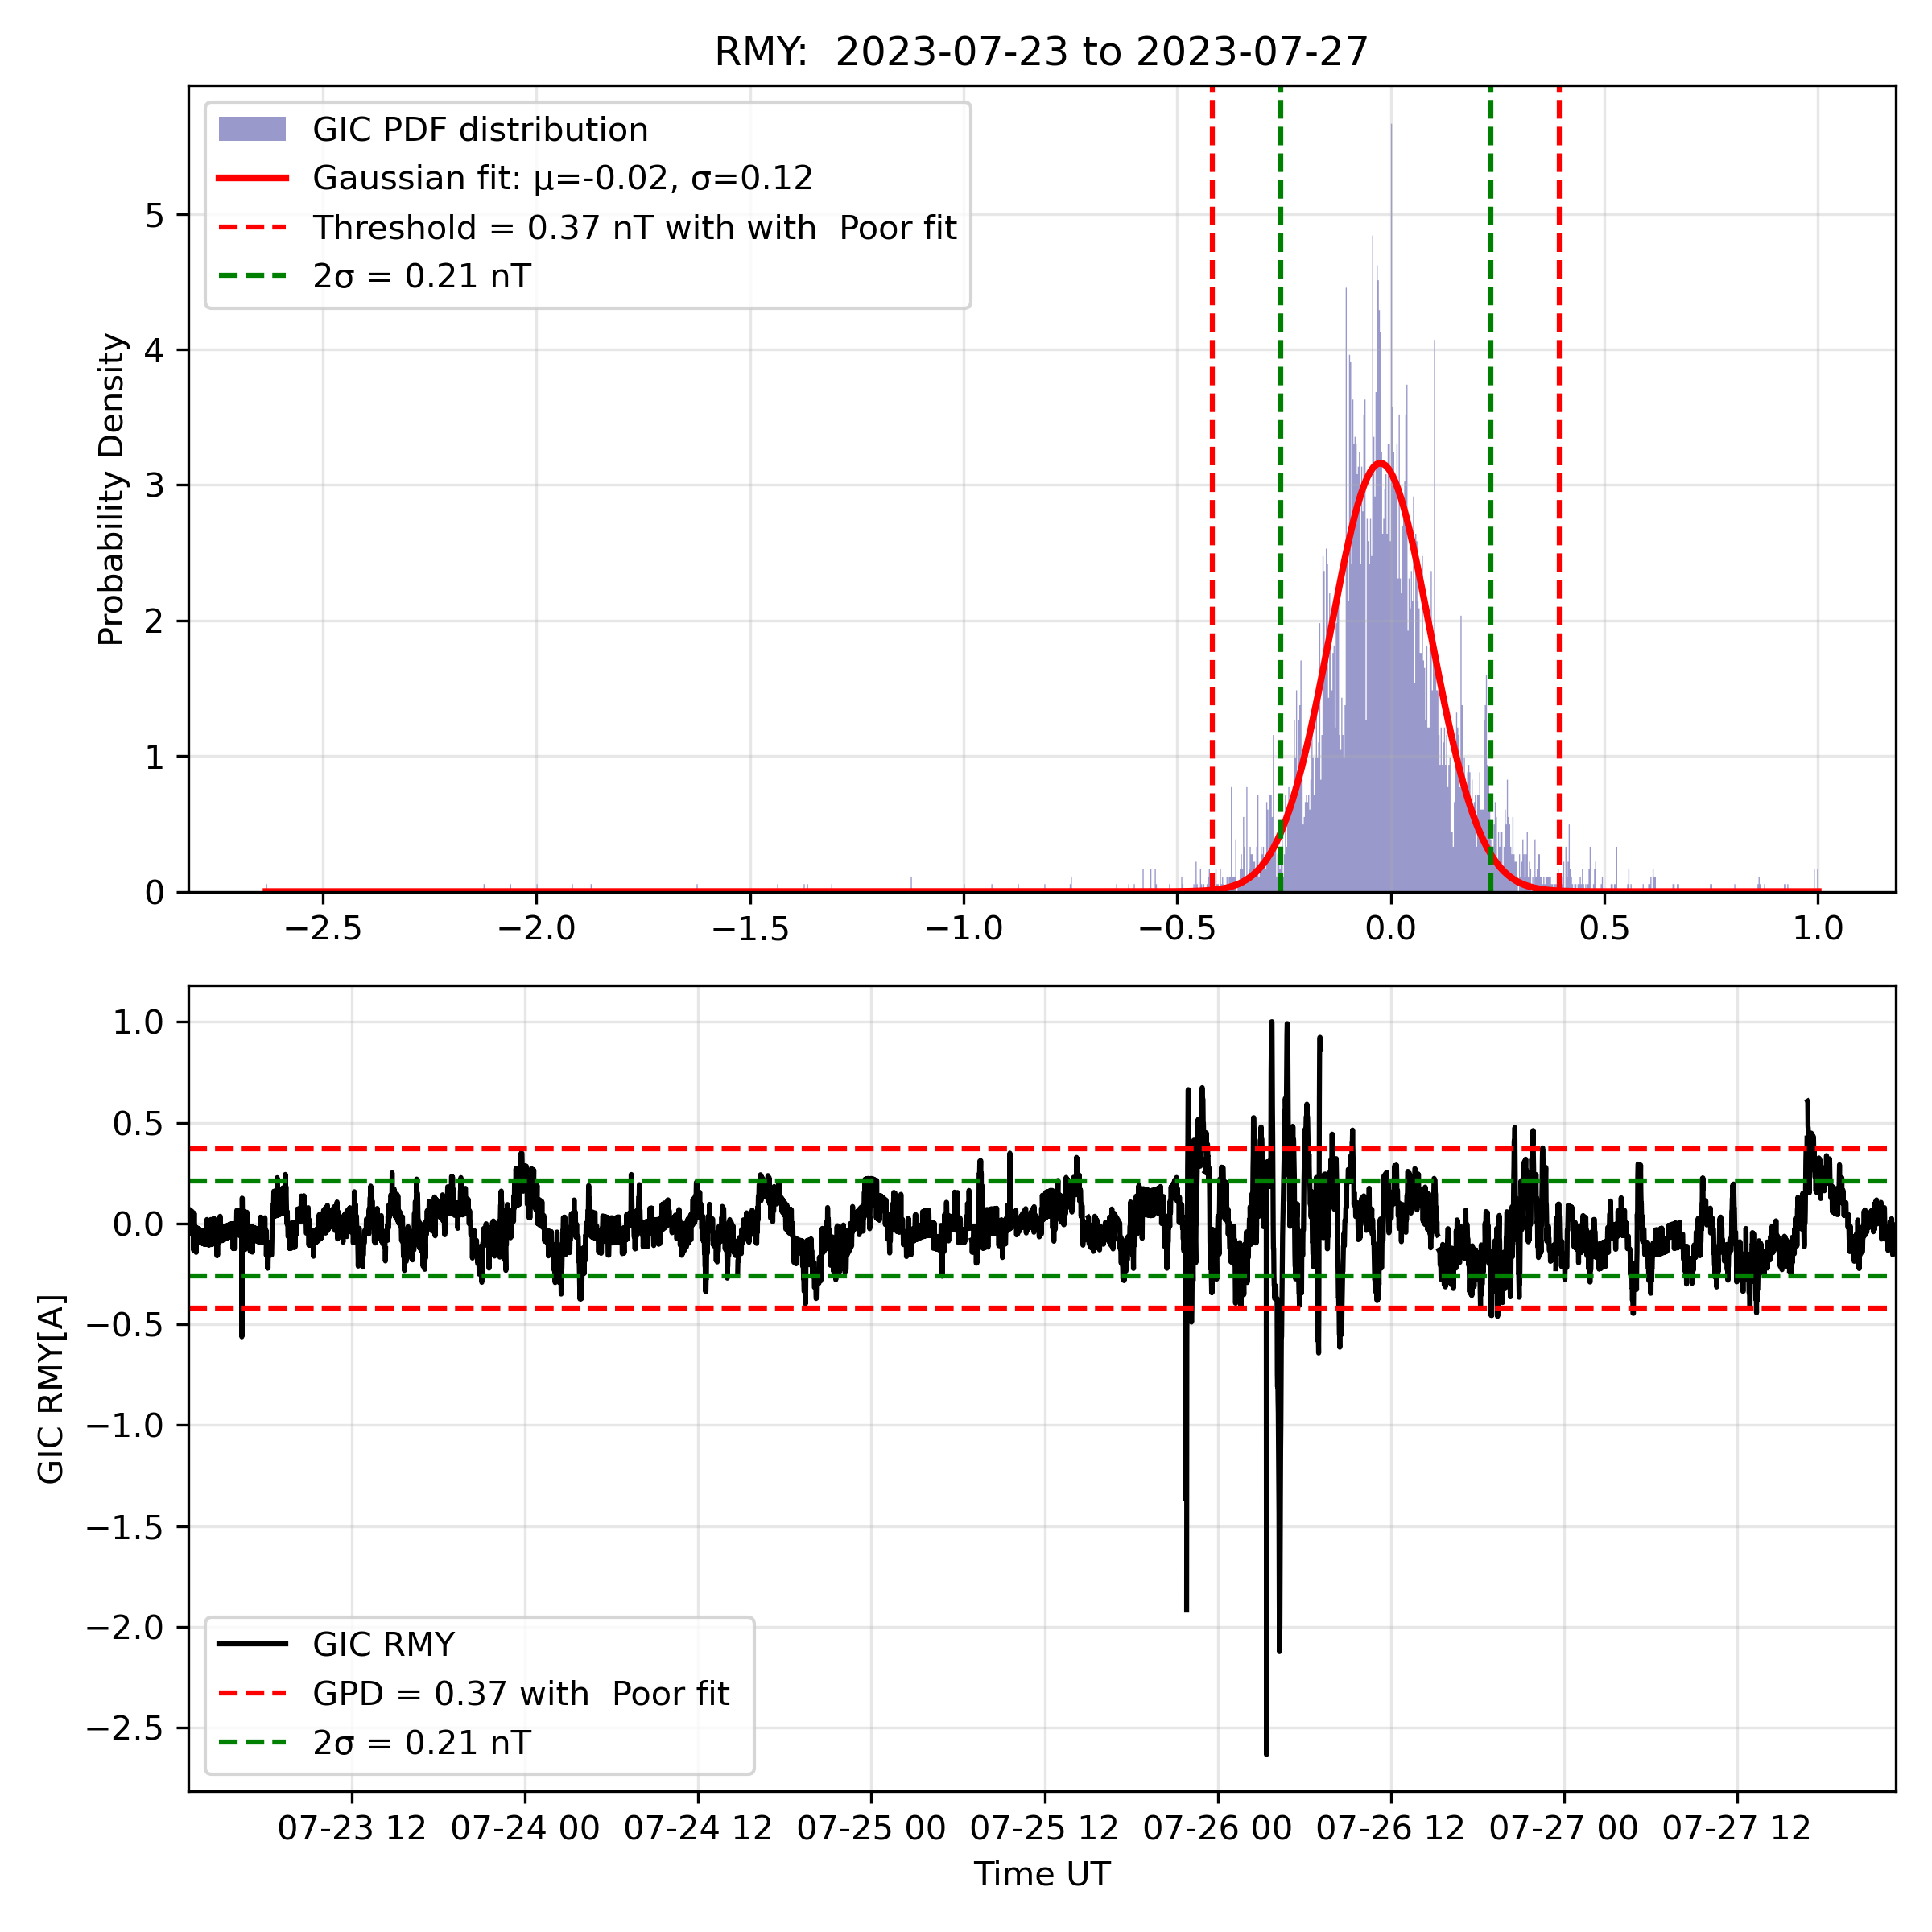 RMY:  2023-07-23 to 2023-07-27
GIC PDF distribution
Gaussian fit: μ=-0.02, σ=0.12
Threshold = 0.37 nT with with  Poor fit
2σ = 0.21 nT
Probability Density
5
4
3
2
1
0
−2.5 −2.0 −1.5 −1.0 −0.5 0.0 0.5 1.0
GIC RMY[A]
1.0
0.5
0.0
−0.5
−1.0
−1.5
−2.0
−2.5
GIC RMY
GPD = 0.37 with  Poor fit
2σ = 0.21 nT
07-23 12 07-24 00 07-24 12 07-25 00 07-25 12 07-26 00 07-26 12 07-27 00 07-27 12
Time UT